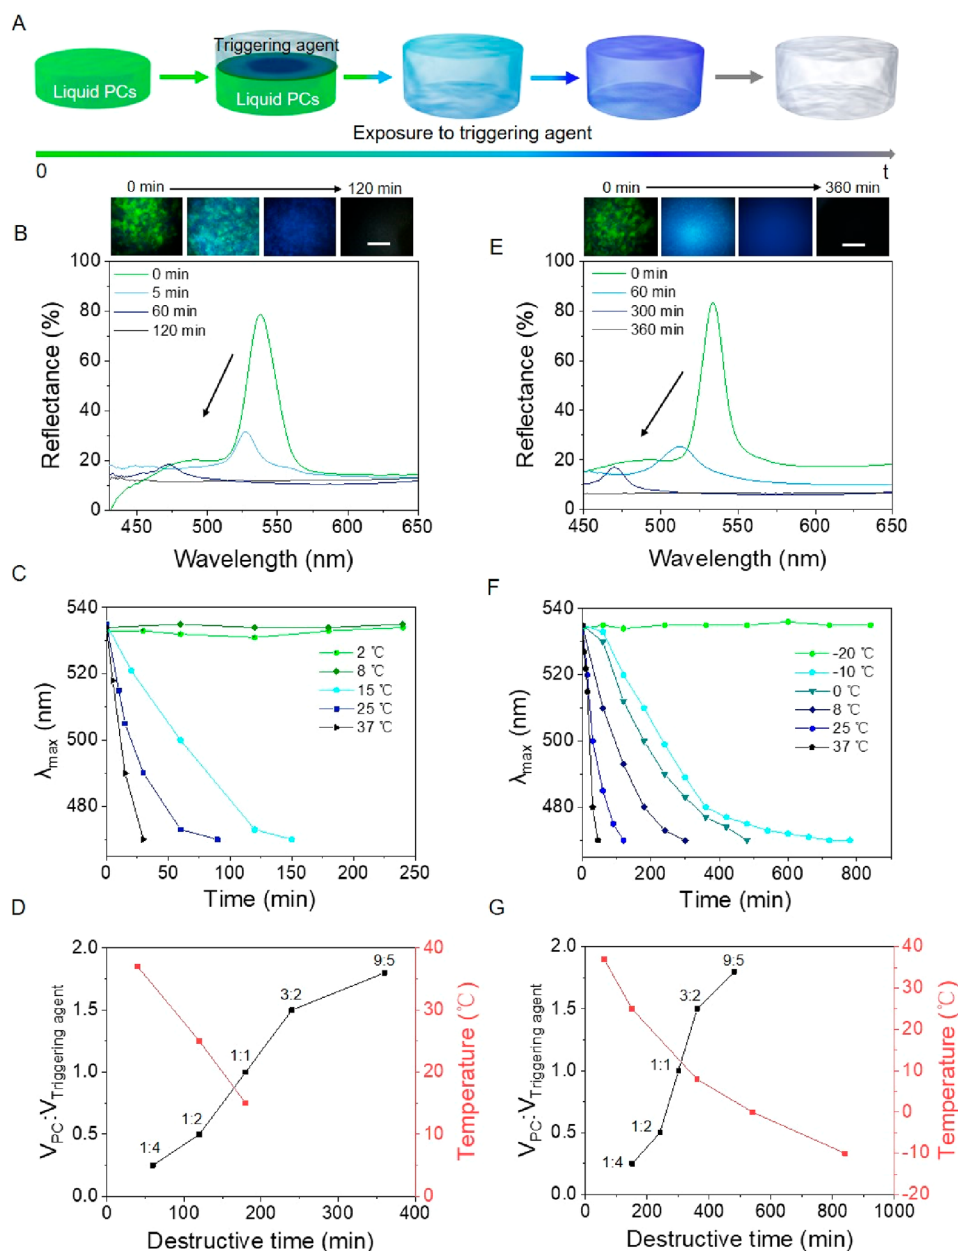 A
Triggering agent
Liquid PCs
Liquid PCs
Exposure to triggering agent
0
t
0 min
120 min
B
100
80
60
40
20
0
Reflectance (%)
0 min
5 min
60 min
120 min
450
500
550
600
650
Wavelength (nm)
0 min
360 min
E
100
80
60
40
20
0
Reflectance (%)
0 min
60 min
300 min
360 min
450
500
550
600
650
Wavelength (nm)
C
540
520
500
480
λmax (nm)
2 ℃
8 ℃
15 ℃
25 ℃
37 ℃
0
50
100
150
200
250
Time (min)
F
540
520
500
480
λmax (nm)
-20 ℃
-10 ℃
0 ℃
8 ℃
25 ℃
37 ℃
0
200
400
600
800
Time (min)
D
2.0
1.5
1.0
0.5
0.0
VPC:VTriggering agent
9:5
3:2
1:1
1:2
1:4
40
30
20
10
0
Temperature (℃)
0
100
200
300
400
Destructive time (min)
G
2.0
1.5
1.0
0.5
0.0
VPC:VTriggering agent
9:5
3:2
1:1
1:2
1:4
40
30
20
10
0
-10
-20
Temperature (℃)
0
200
400
600
800
1000
Destructive time (min)